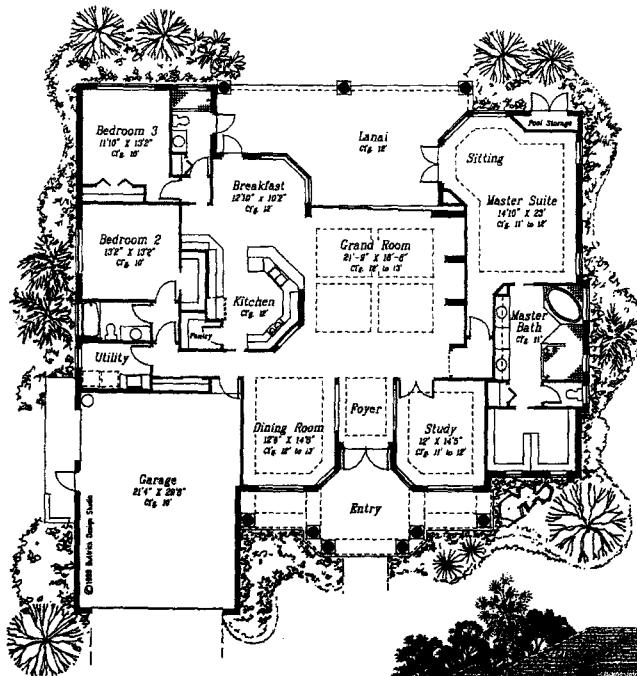 Bedroom 3
11'10" X 13'2"
Clg. 10'
Lanai
Clg. 12'
Pool Storage
Sitting
Master Suite
14'10" X 23'
Clg. 11' to 12'
Breakfast
12'10" X 10'2"
Clg. 12'
Bedroom 2
13'2" X 13'2"
Clg. 10'
Grand Room
21'-9" X 18'-6"
Clg. 12' to 13'
Kitchen
Clg. 12'
Pantry
Master
Bath
Clg. 11'
Utility
Dining Room
12'8" X 14'8"
Clg. 12' to 13'
Foyer
Study
12' X 14'5"
Clg. 11' to 12'
Garage
21'4" X 29'8"
Clg. 10'
Entry
Design Studio